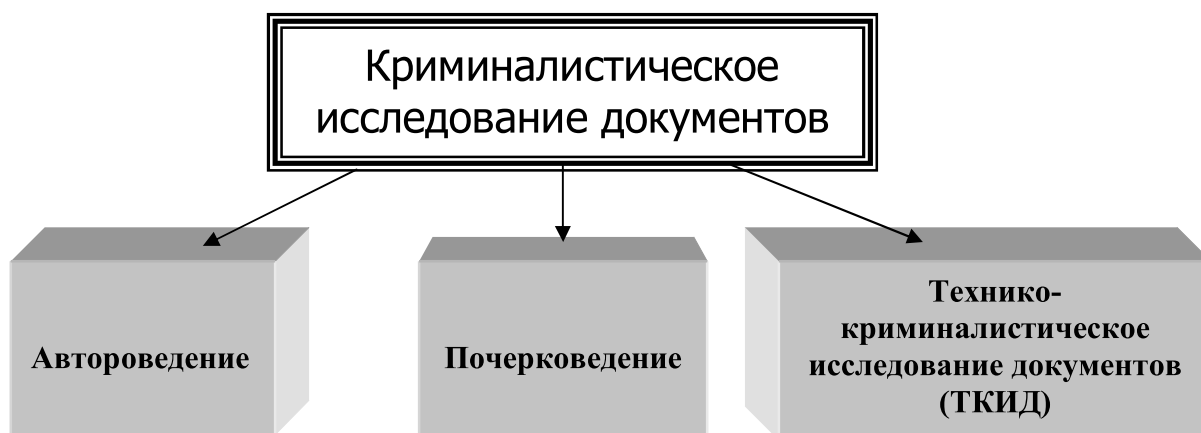 Криминалистическое
исследование документов
Автороведение
Почерковедение
Технико-
криминалистическое
исследование документов
(ТКИД)